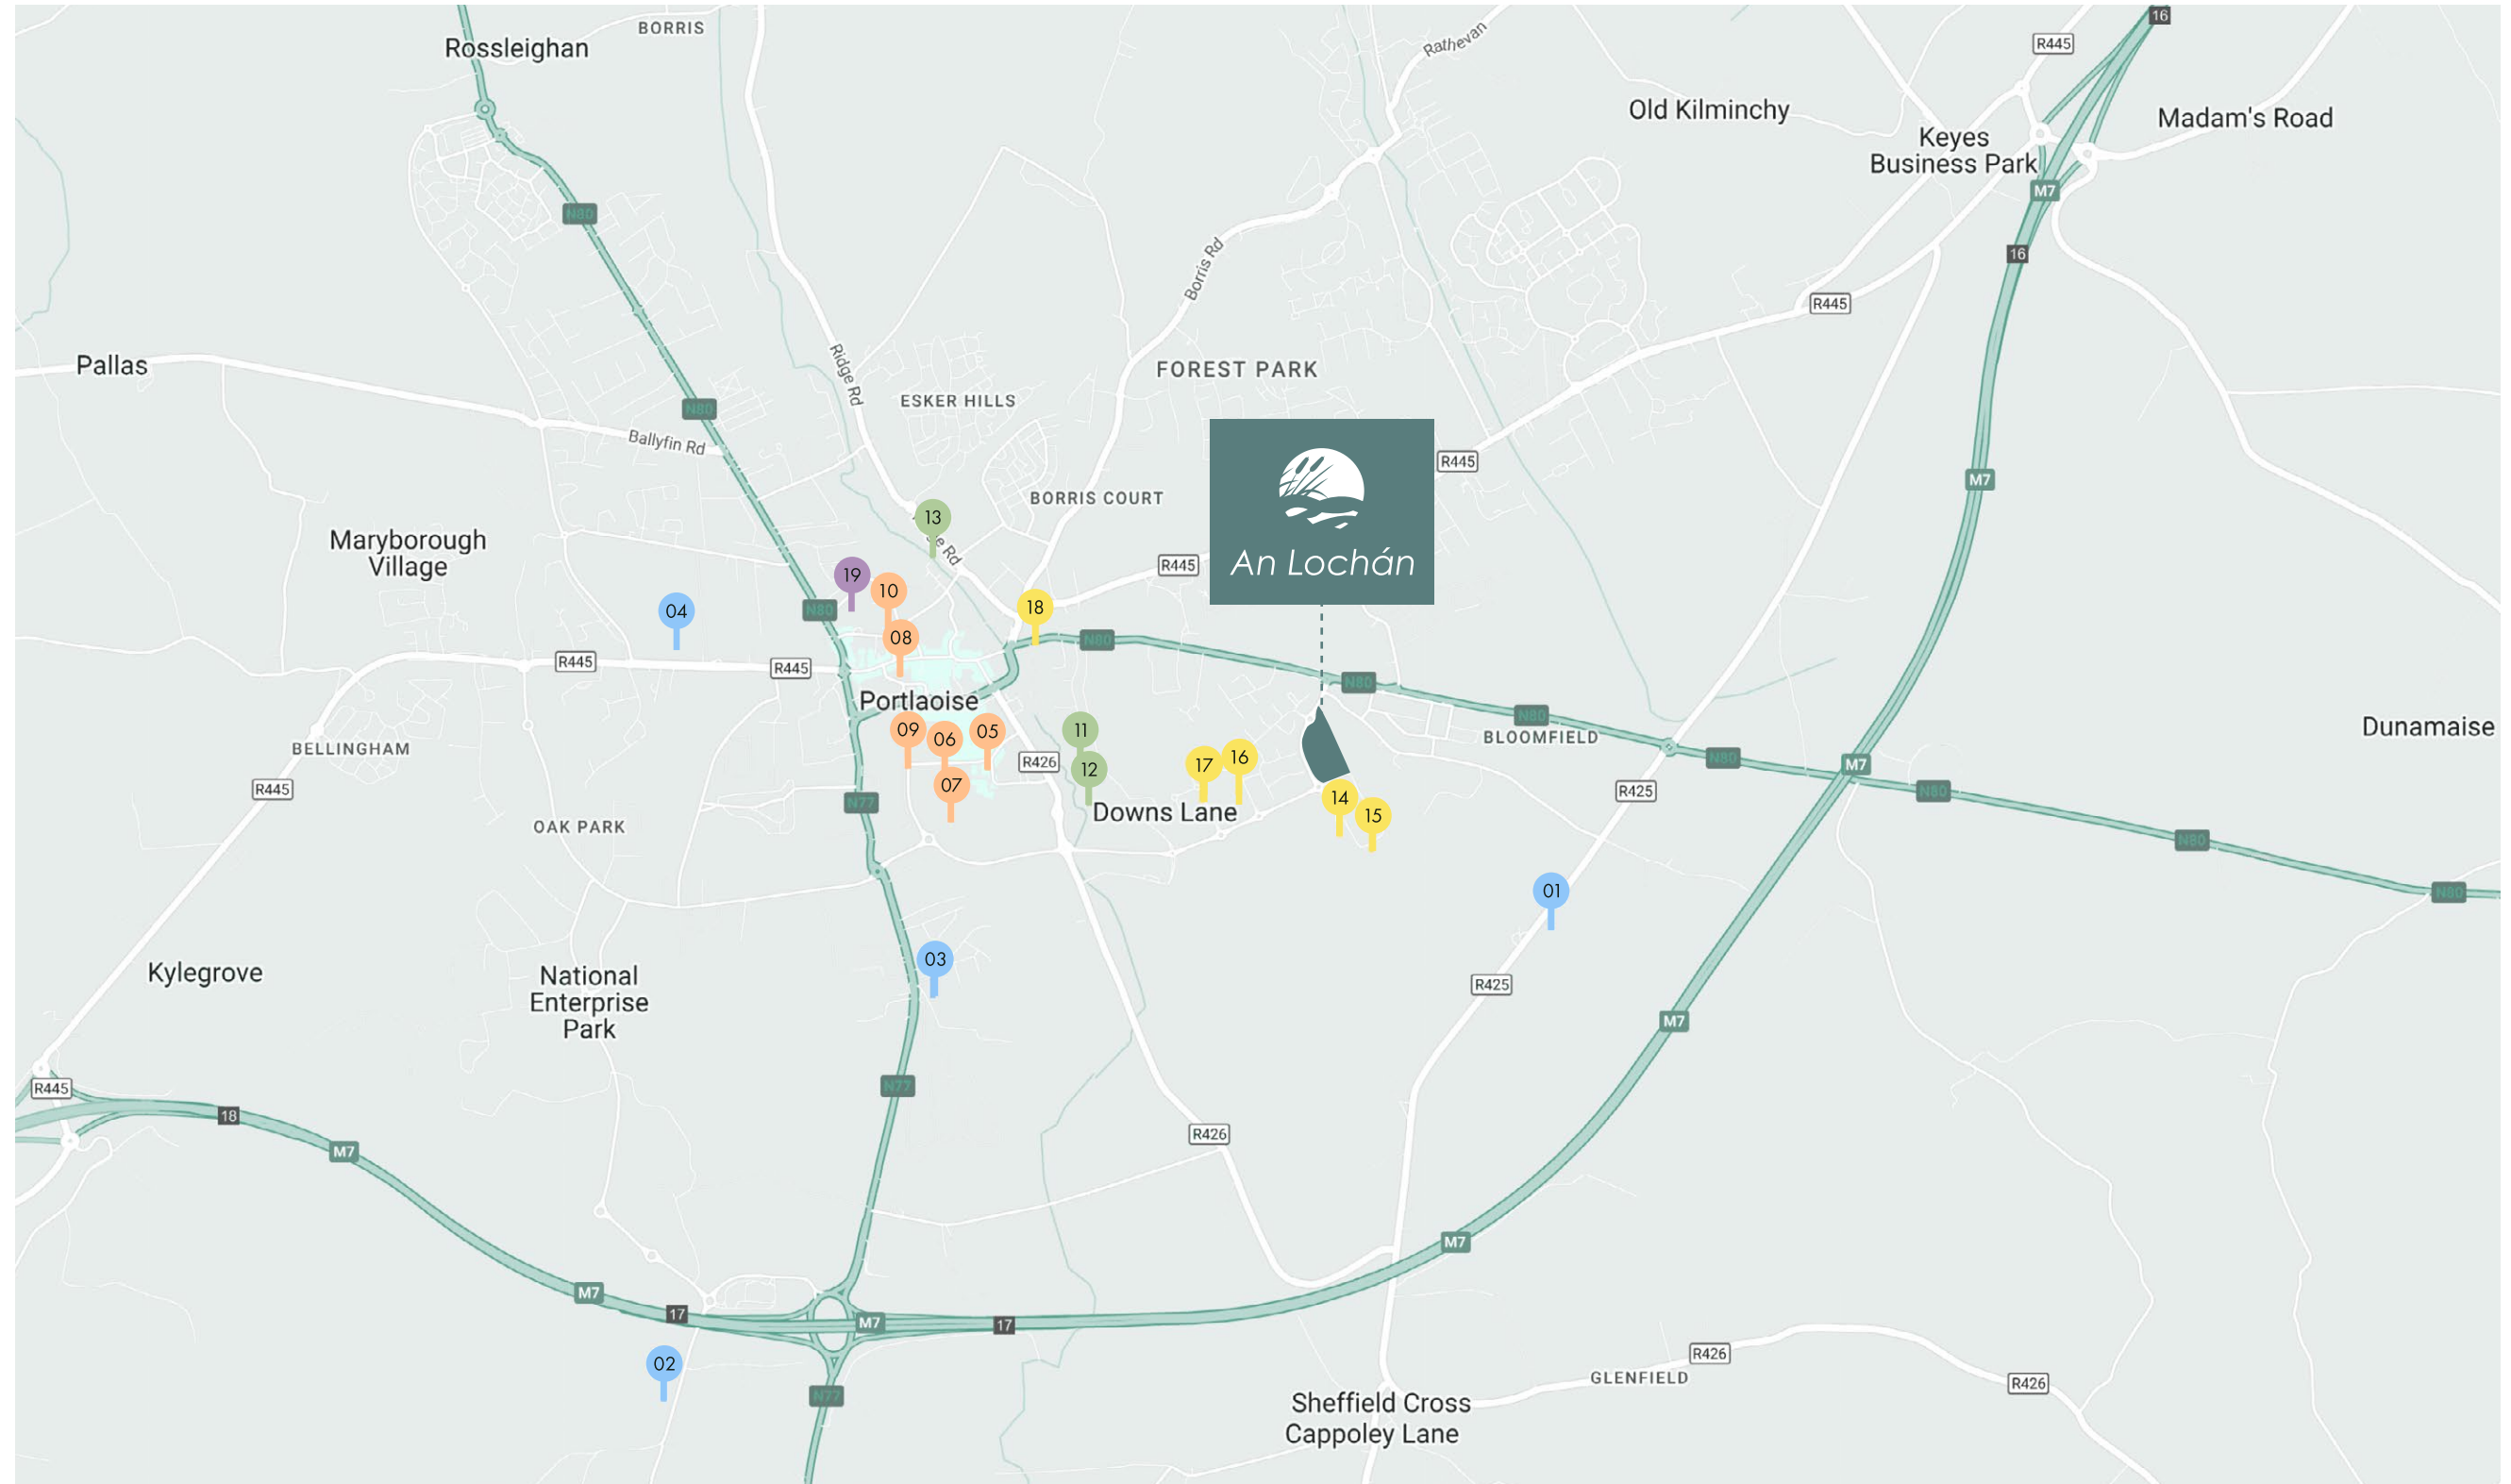 BORRIS
Rossleighan
Rathevan
R445
16
Old Kilminchy
Keyes
Business Park
Madam's Road
M7
N80
16
Borris Rd
R445
Pallas
Ridge Rd
FOREST PARK
ESKER HILLS
N80
Ballyfin Rd
R445
M7
BORRIS COURT
13
ge Rd
An Lochán
Maryborough
Village
R445
19
10
04
N80
18
08
N80
R445
R445
N80
Portlaoise
N80
BLOOMFIELD
Dunamaise
09
06
05
11
BELLINGHAM
R426
12
17
16
N80
M7
R445
07
N77
Downs Lane
14
15
R425
N80
OAK PARK
N80
01
N80
03
Kylegrove
National
Enterprise
Park
R425
M7
R445
N77
18
M7
R426
M7
M7
17
M7
17
02
N77
R426
GLENFIELD
R426
Sheffield Cross
Cappoley Lane